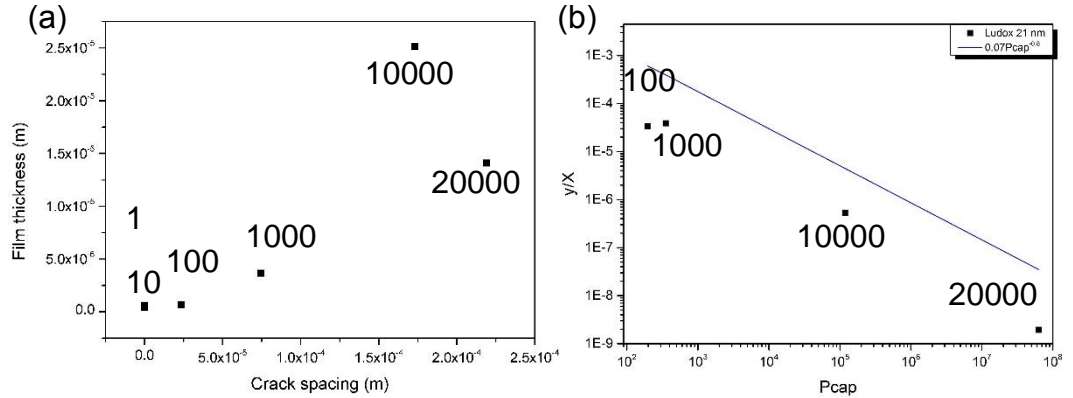 (a)
2.5x10⁻⁵
2.0x10⁻⁵
1.5x10⁻⁵
1.0x10⁻⁵
5.0x10⁻⁶
0.0
Film thickness (m)
10000
20000
1
1000
100
10
0.0 5.0x10⁻⁵ 1.0x10⁻⁴ 1.5x10⁻⁴ 2.0x10⁻⁴ 2.5x10⁻⁴
Crack spacing (m)
(b)
Ludox 21 nm
0.07Pcap⁻⁰·⁸
1E-3
1E-4
1E-5
1E-6
1E-7
1E-8
1E-9
y/X
100
1000
10000
20000
10² 10³ 10⁴ 10⁵ 10⁶ 10⁷ 10⁸
Pcap